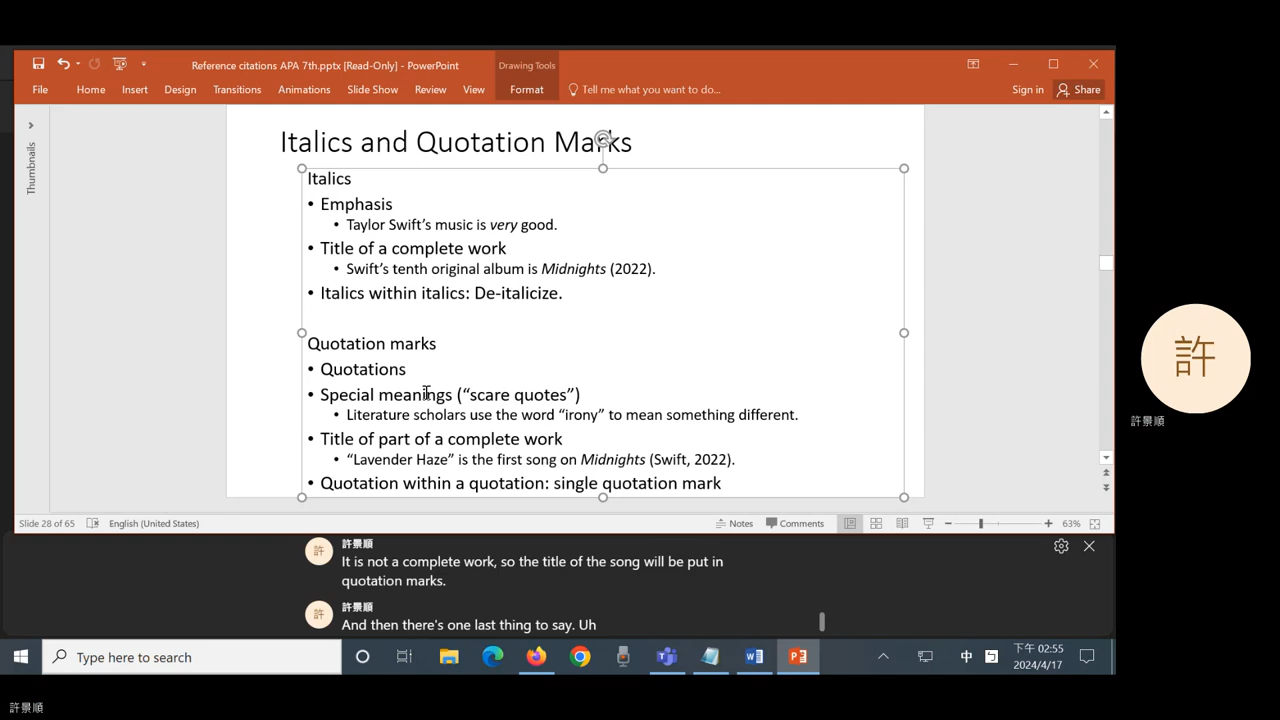 Reference citations APA 7th.pptx [Read-Only] - PowerPoint
Drawing Tools
File Home Insert Design Transitions Animations Slide Show Review View Format Tell me what you want to do... Sign in Share
Thumbnails
Italics and Quotation Marks
Italics
• Emphasis
• Taylor Swift’s music is very good.
• Title of a complete work
• Swift’s tenth original album is Midnights (2022).
• Italics within italics: De-italicize.
Quotation marks
• Quotations
• Special meanings (“scare quotes”)
• Literature scholars use the word “irony” to mean something different.
• Title of part of a complete work
• “Lavender Haze” is the first song on Midnights (Swift, 2022).
• Quotation within a quotation: single quotation mark
許
許景順
Slide 28 of 65 English (United States) Notes Comments 63%
許
許景順
It is not a complete work, so the title of the song will be put in
quotation marks.
許
許景順
And then there's one last thing to say. Uh
Type here to search
中
下午 02:55
2024/4/17
許景順